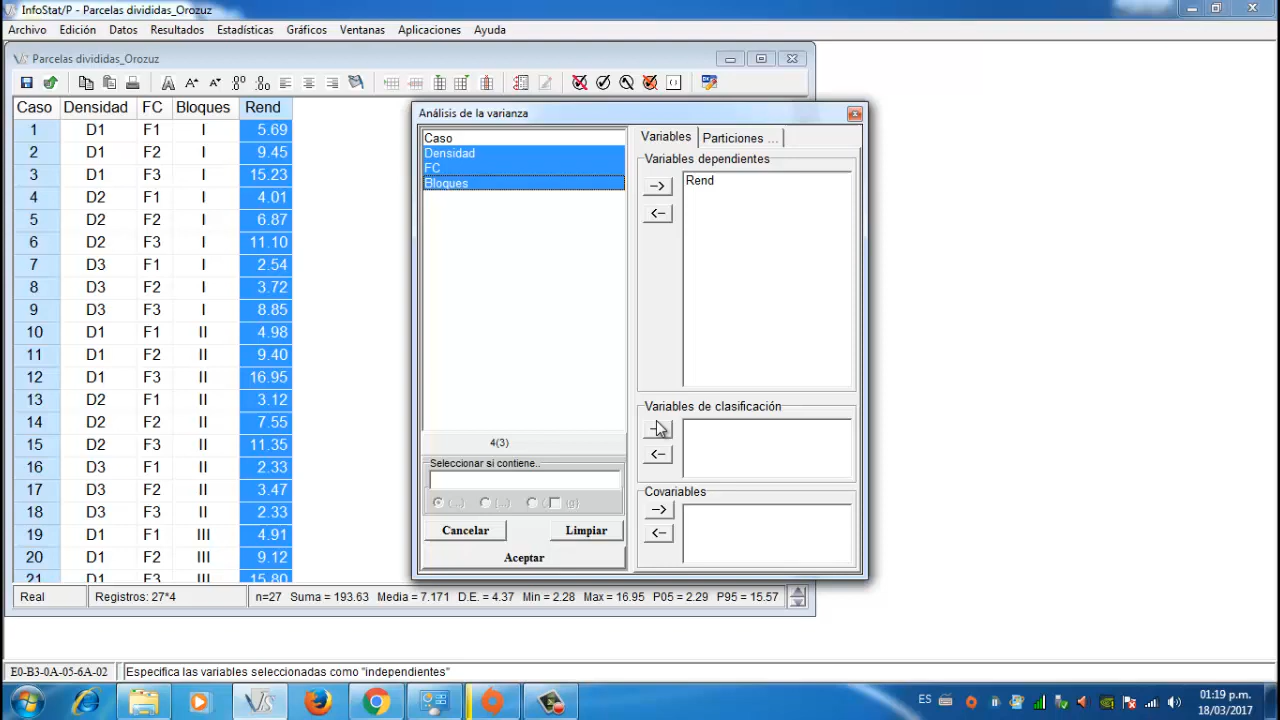 InfoStat/P - Parcelas divididas_Orozuz
Archivo Edición Datos Resultados Estadísticas Gráficos Ventanas Aplicaciones Ayuda
Parcelas divididas_Orozuz
Caso Densidad FC Bloques Rend
1 D1 F1 I 5.69
2 D1 F2 I 9.45
3 D1 F3 I 15.23
4 D2 F1 I 4.01
5 D2 F2 I 6.87
6 D2 F3 I 11.10
7 D3 F1 I 2.54
8 D3 F2 I 3.72
9 D3 F3 I 8.85
10 D1 F1 II 4.98
11 D1 F2 II 9.40
12 D1 F3 II 16.95
13 D2 F1 II 3.12
14 D2 F2 II 7.55
15 D2 F3 II 11.35
16 D3 F1 II 2.33
17 D3 F2 II 3.47
18 D3 F3 II 2.33
19 D1 F1 III 4.91
20 D1 F2 III 9.12
21 D1 F3 III 15.80
Real Registros: 27*4 n=27 Suma = 193.63 Media = 7.171 D.E. = 4.37 Min = 2.28 Max = 16.95 P05 = 2.29 P95 = 15.57
Análisis de la varianza
Caso
Densidad
FC
Bloques
4(3)
Seleccionar si contiene..
(...) (...) (g)
Cancelar Limpiar
Aceptar
Variables Particiones ...
Variables dependientes
Rend
Variables de clasificación
Covariables
E0-B3-0A-05-6A-02 Especifica las variables seleccionadas como "independientes"
ES
01:19 p.m.
18/03/2017